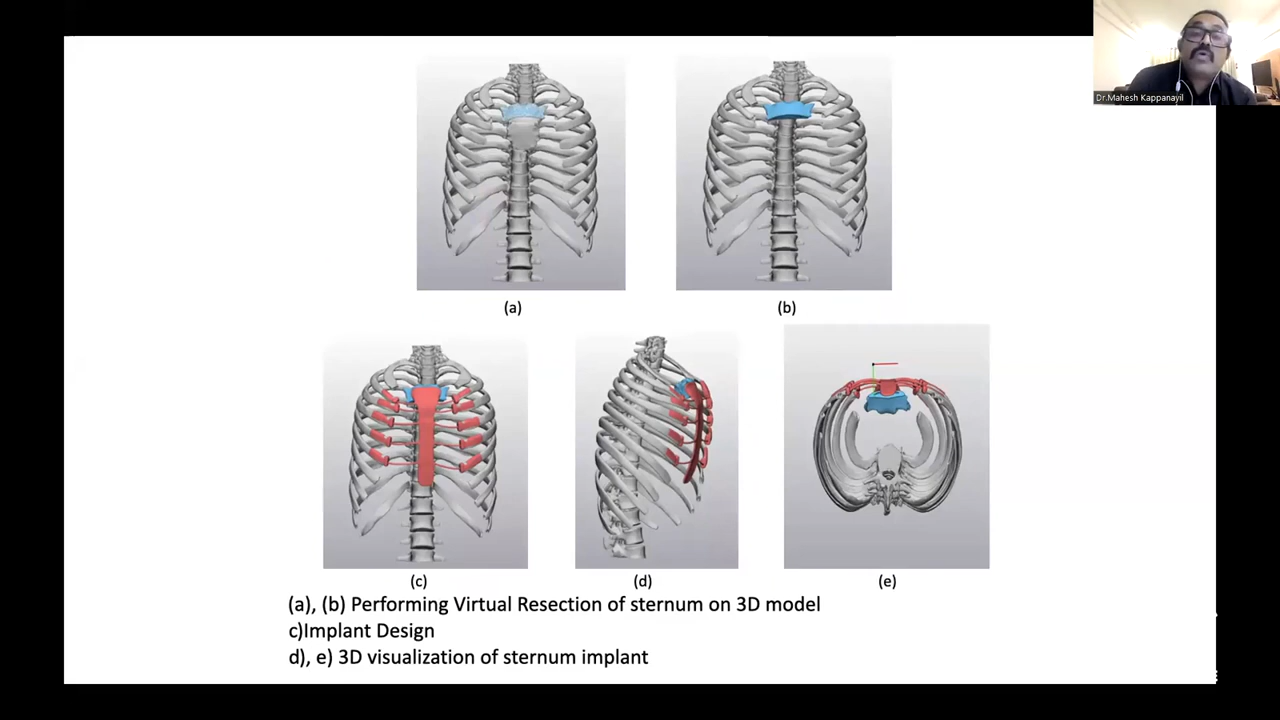 Dr.Mahesh Kappanayil
(a)
(b)
(c)
(d)
(e)
(a), (b) Performing Virtual Resection of sternum on 3D model
c)Implant Design
d), e) 3D visualization of sternum implant